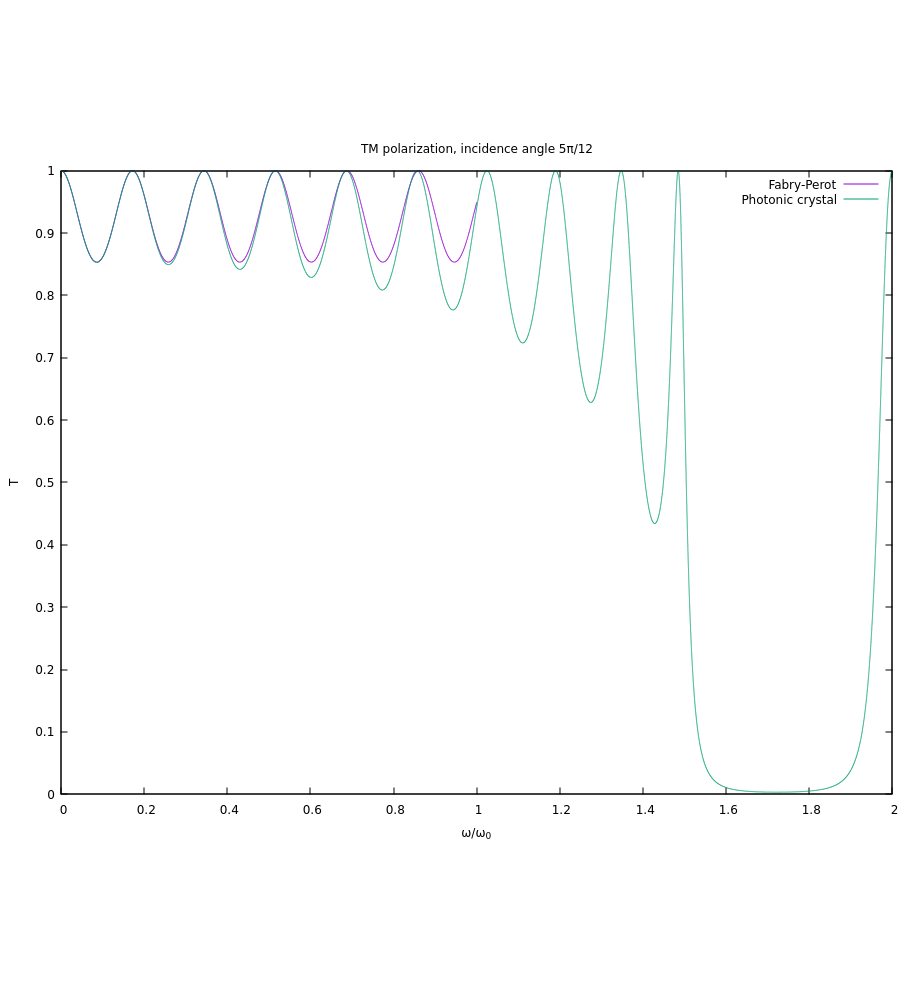 TM polarization, incidence angle 5π/12
Fabry-Perot
Photonic crystal
1
0.9
0.8
0.7
0.6
0.5
0.4
0.3
0.2
0.1
0
T
0 0.2 0.4 0.6 0.8 1 1.2 1.4 1.6 1.8 2
ω/ω₀